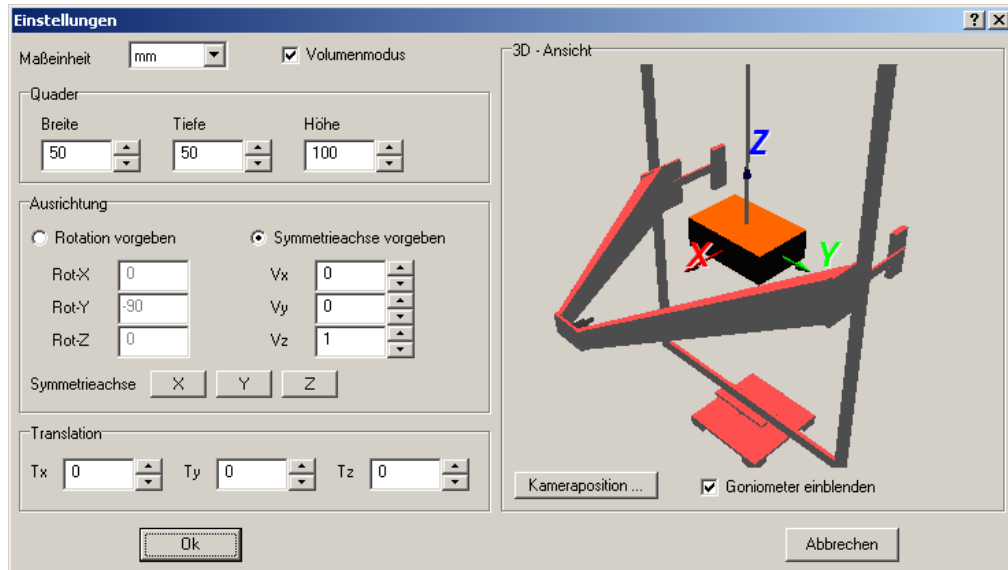 Einstellungen
Maßeinheit mm Volumenmodus
Quader
Breite Tiefe Höhe
50 50 100
Ausrichtung
Rotation vorgeben Symmetrieachse vorgeben
Rot-X 0 Vx 0
Rot-Y -90 Vy 0
Rot-Z 0 Vz 1
Symmetrieachse X Y Z
Translation
Tx 0 Ty 0 Tz 0
Ok
3D - Ansicht
Z
X Y
Kameraposition ... Goniometer einblenden
Abbrechen